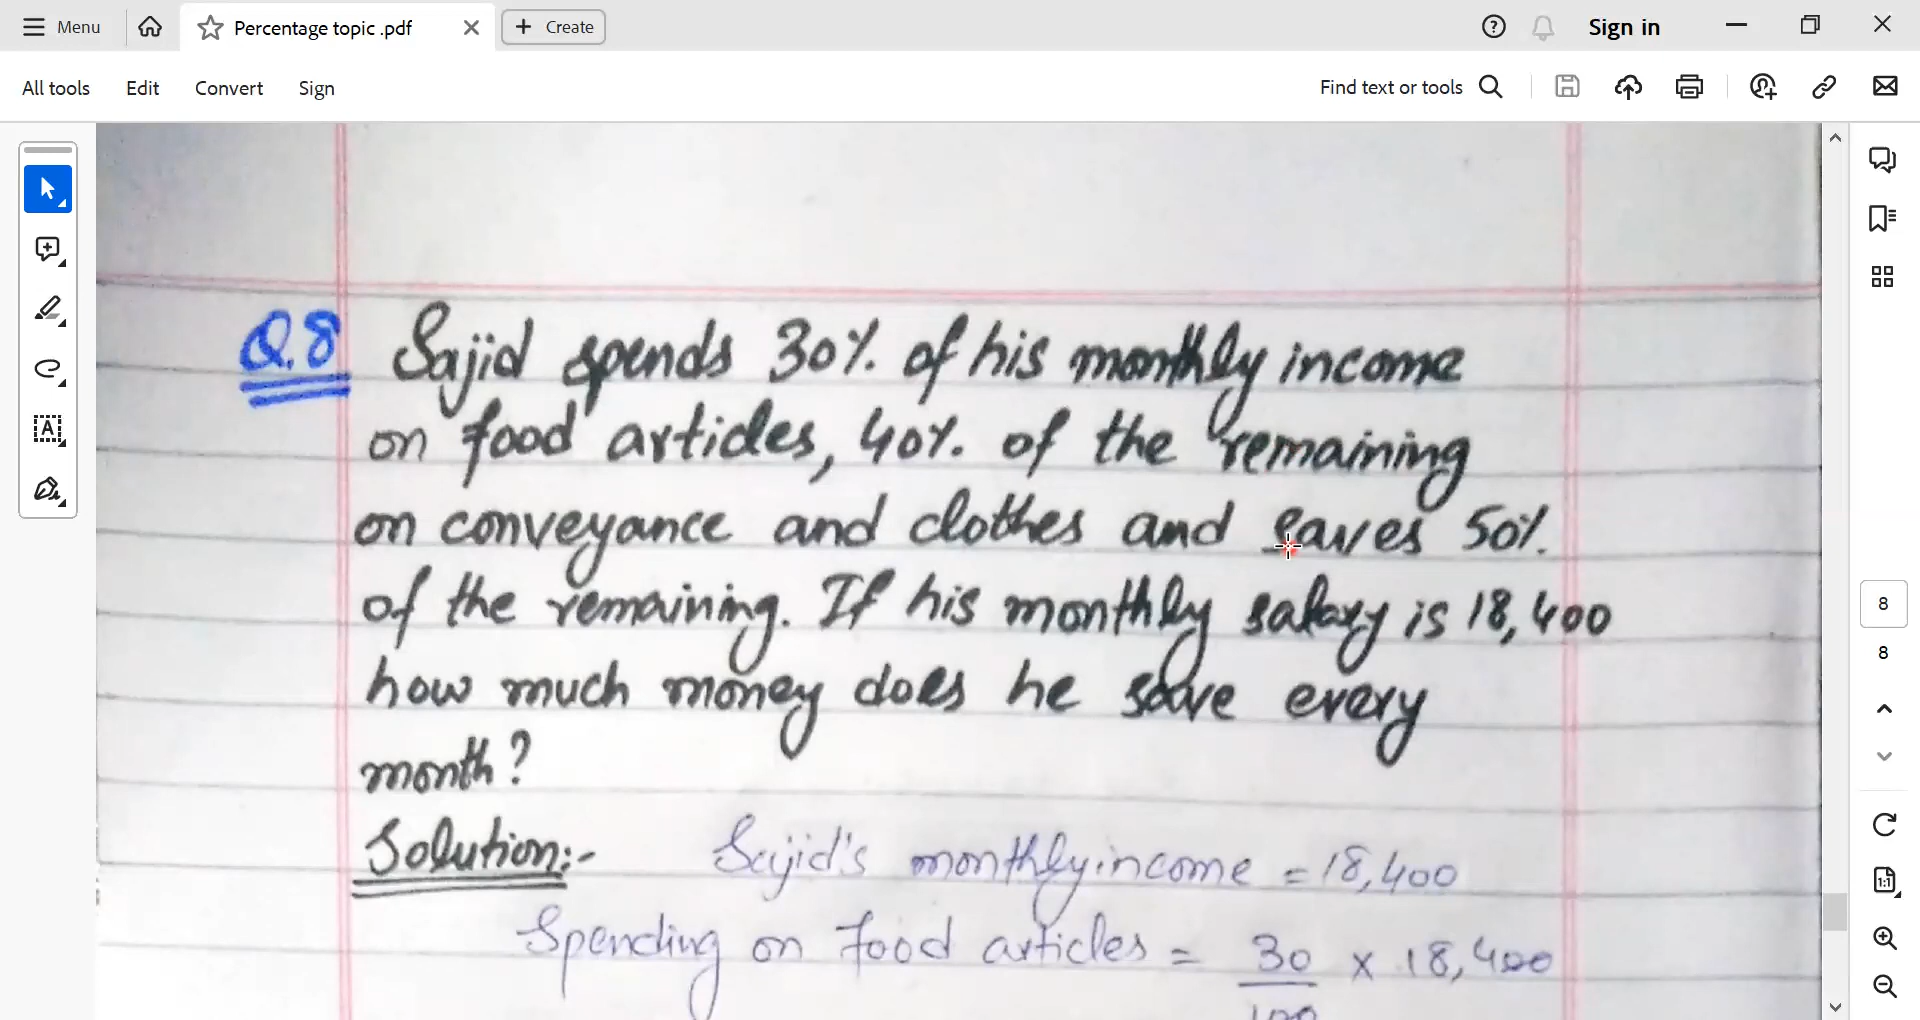 Menu
Percentage topic .pdf
Create
Sign in
All tools
Edit
Convert
Sign
Find text or tools
Q.8 Sajid spends 30% of his monthly income
on food articles, 40% of the remaining
on conveyance and clothes and saves 50%
of the remaining. If his monthly salary is 18,400
how much money does he save every
month?
8
8
Solution:- Sajid's monthly income = 18,400
Spending on food articles = 30 x 18,400
100
1:1